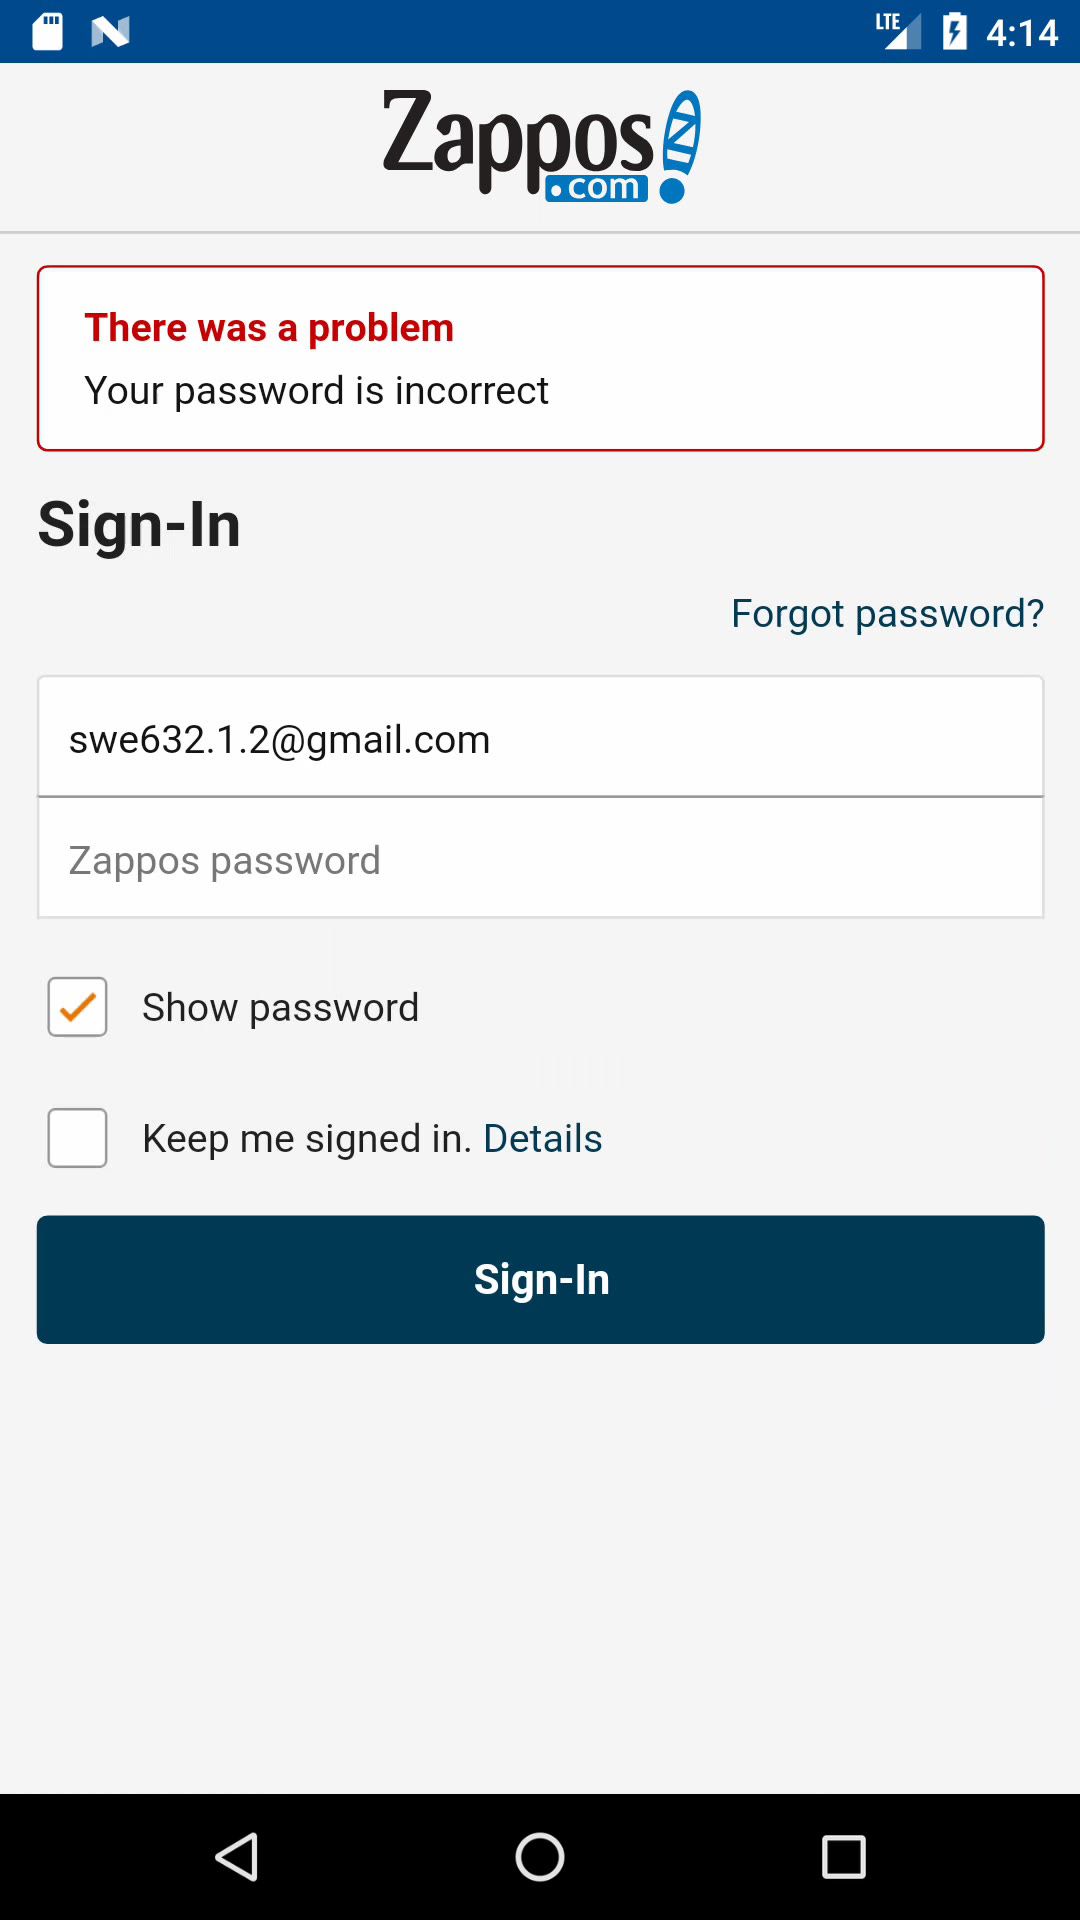 LTE 4:14
Zappos
.com
There was a problem
Your password is incorrect
Sign-In
Forgot password?
swe632.1.2@gmail.com
Zappos password
Show password
Keep me signed in. Details
Sign-In